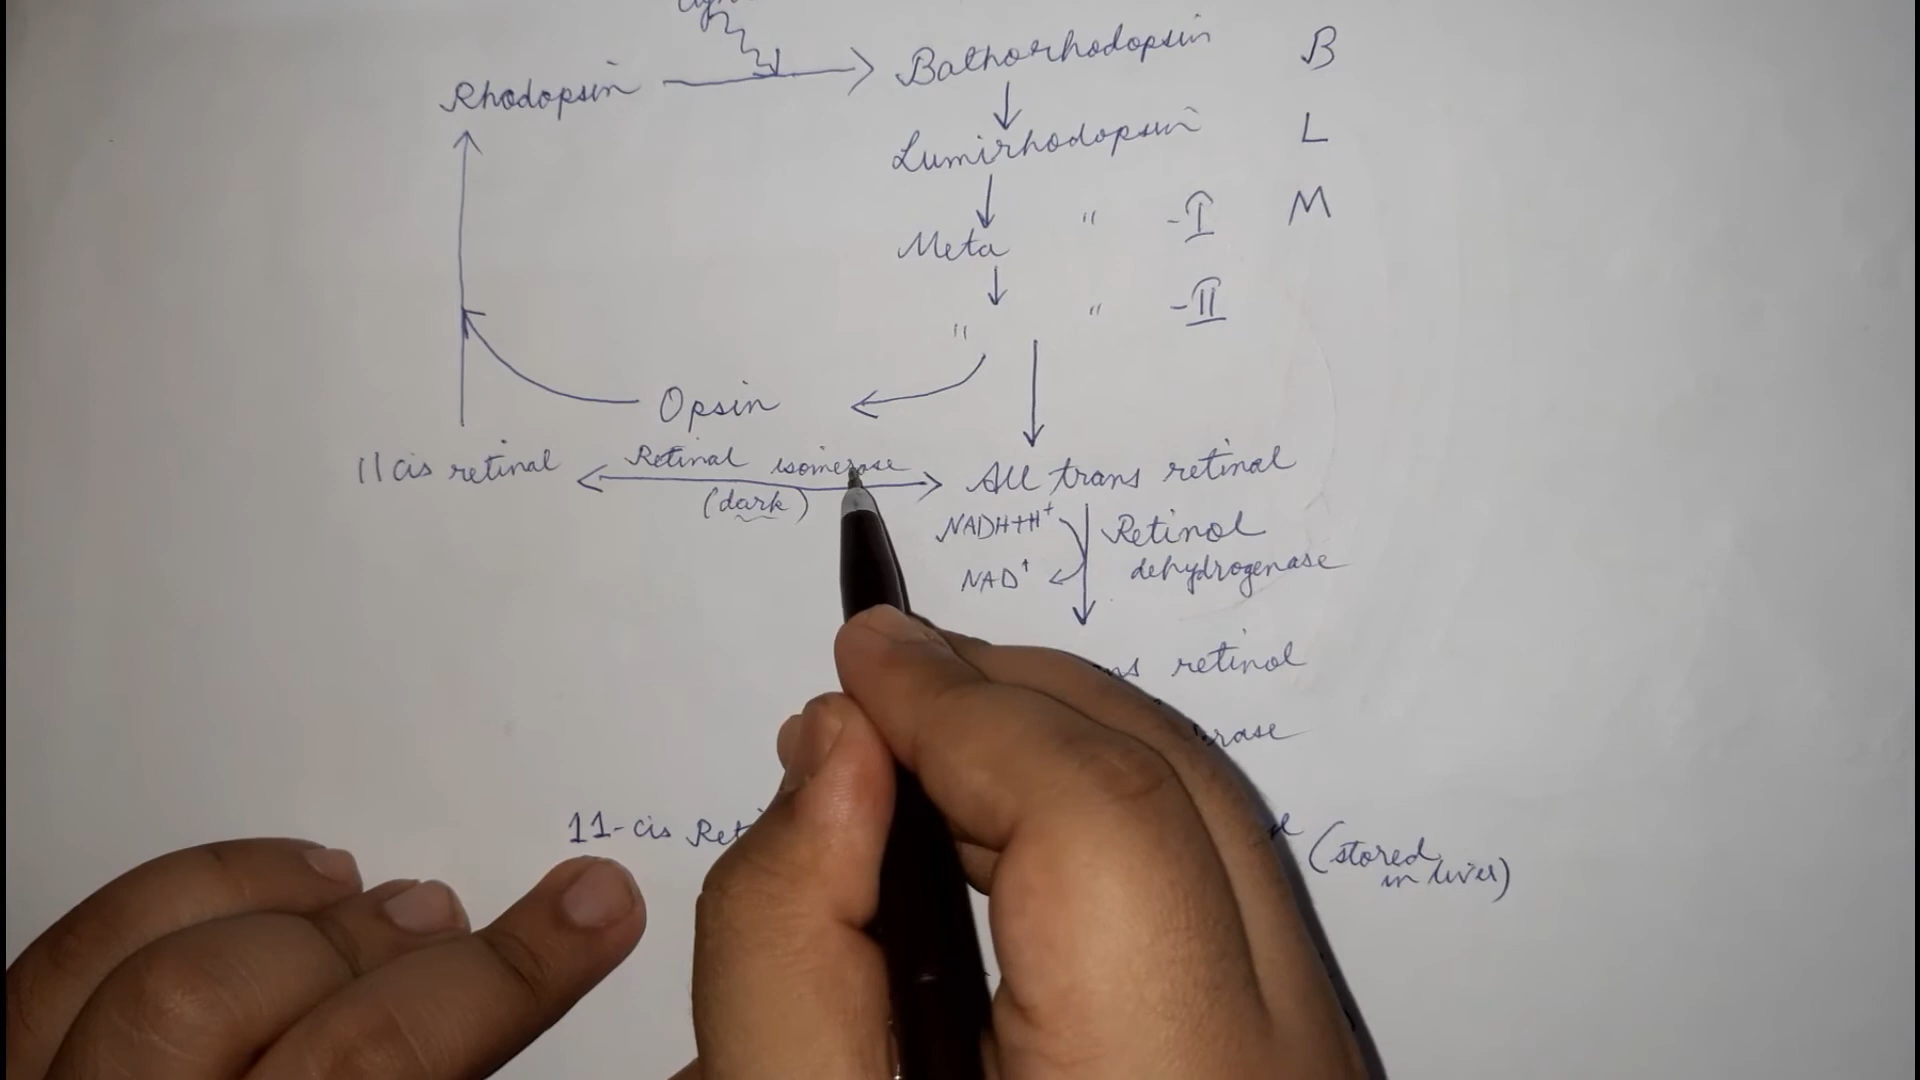 Rhodopsin
Bathorhodopsin B
Lumirhodopsin L
Meta " -I M
" " -II
Opsin
11 cis retinal
Retinal isomerase
(dark)
All trans retinal
NADH+H+
NAD+
Retinol
dehydrogenase
retinol
11-cis
(stored
in liver)